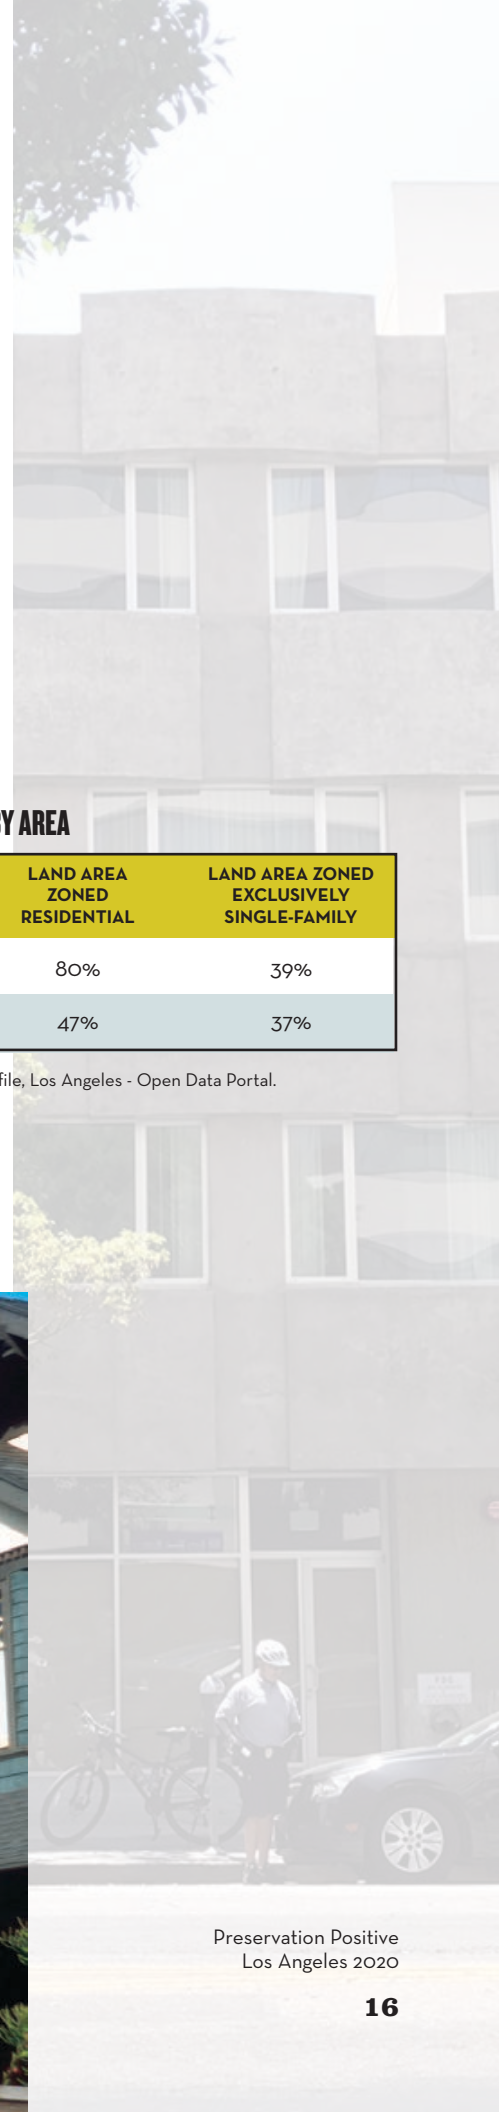 Y AREA
LAND AREA
ZONED
RESIDENTIAL
LAND AREA ZONED
EXCLUSIVELY
SINGLE-FAMILY
80%
39%
47%
37%
file, Los Angeles - Open Data Portal.
Preservation Positive
Los Angeles 2020
16